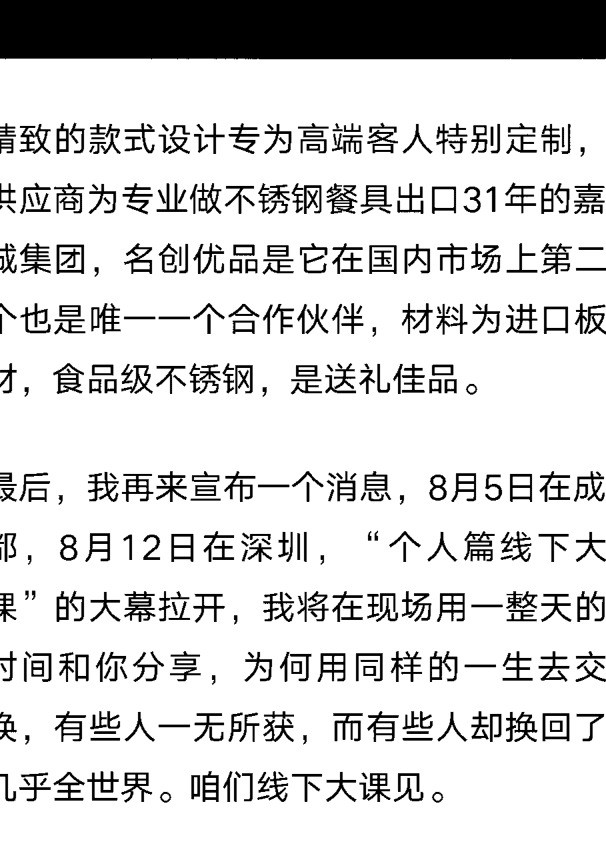 精致的款式设计专为高端客人特别定制，
供应商为专业做不锈钢餐具出口31年的嘉
诚集团，名创优品是它在国内市场上第二
个也是唯一一个合作伙伴，材料为进口板
材，食品级不锈钢，是送礼佳品。
最后，我再来宣布一个消息，8月5日在成
都，8月12日在深圳，“个人篇线下大
课”的大幕拉开，我将在现场用一整天的
时间和你分享，为何用同样的一生去交
换，有些人一无所获，而有些人却换回了
几乎全世界。咱们线下大课见。